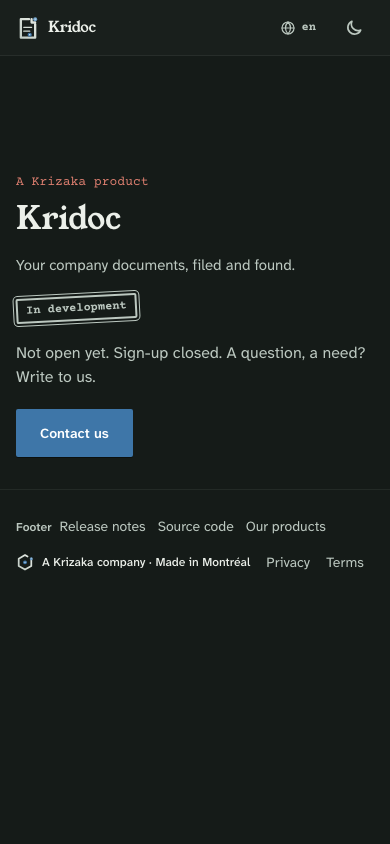 Kridoc
en
A Krizaka product
Kridoc
Your company documents, filed and found.
In development
Not open yet. Sign-up closed. A question, a need?
Write to us.
Contact us
Footer Release notes Source code Our products
A Krizaka company · Made in Montréal Privacy Terms